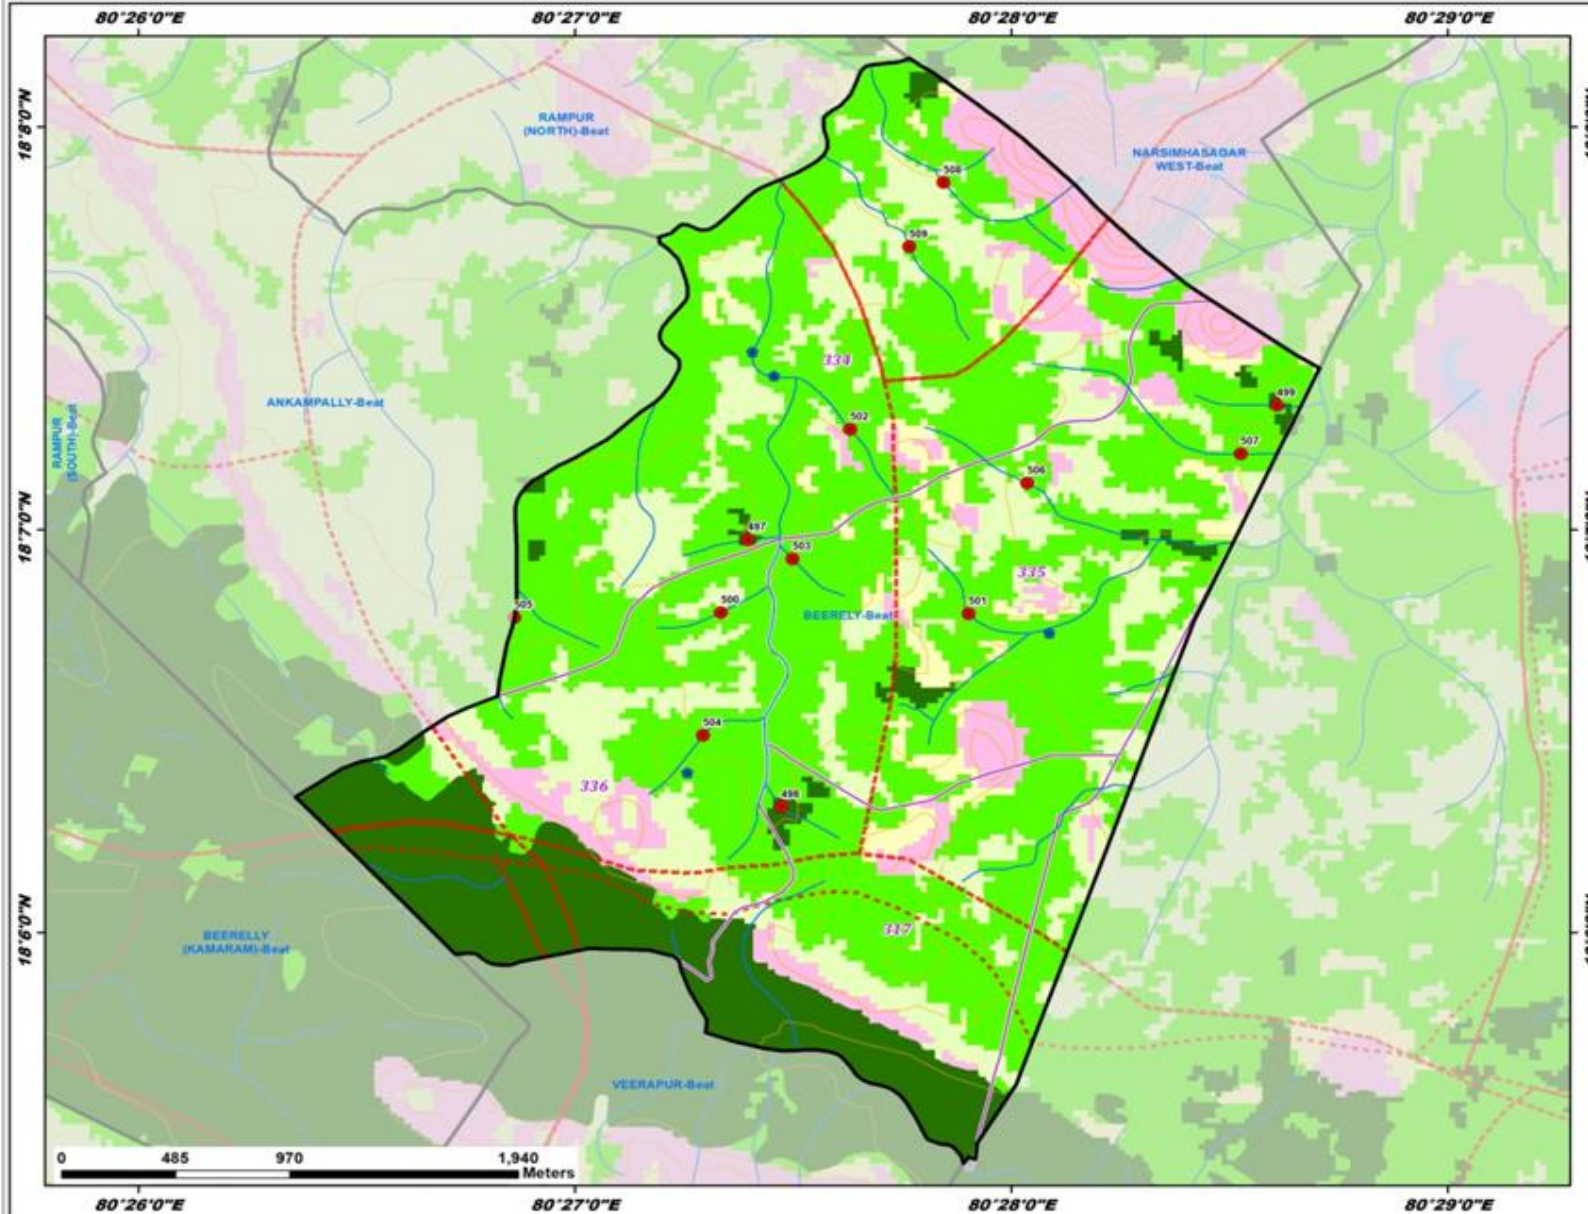 80°26'0"E 80°27'0"E 80°28'0"E 80°29'0"E
18°8'0"N
RAMPUR
(NORTH)-Beat
NARSIMHASAGAR
WEST-Beat
508
509
334
ANKAMPALLY-Beat
499
RAMPUR
(SOUTH)-Beat
502
507
506
18°7'0"N
497
503
335
505
500
501
BEERELY-Beat
504
336
498
317
18°6'0"N
BEERELLY
(KAMARAM)-Beat
VEERAPUR-Beat
0 485 970 1,940
Meters
80°26'0"E 80°27'0"E 80°28'0"E 80°29'0"E